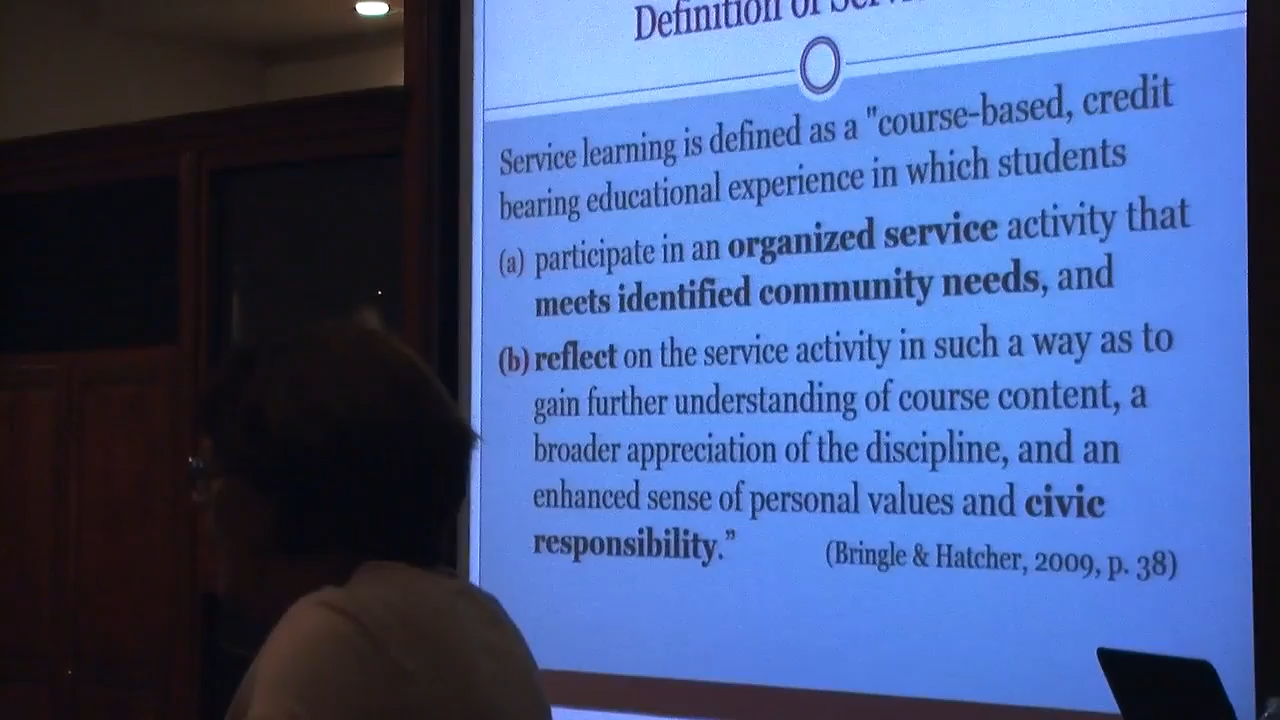 Definition of
Service learning is defined as a "course-based, credit
bearing educational experience in which students
(a) participate in an organized service activity that
meets identified community needs, and
(b) reflect on the service activity in such a way as to
gain further understanding of course content, a
broader appreciation of the discipline, and an
enhanced sense of personal values and civic
responsibility.”
(Bringle & Hatcher, 2009, p. 38)